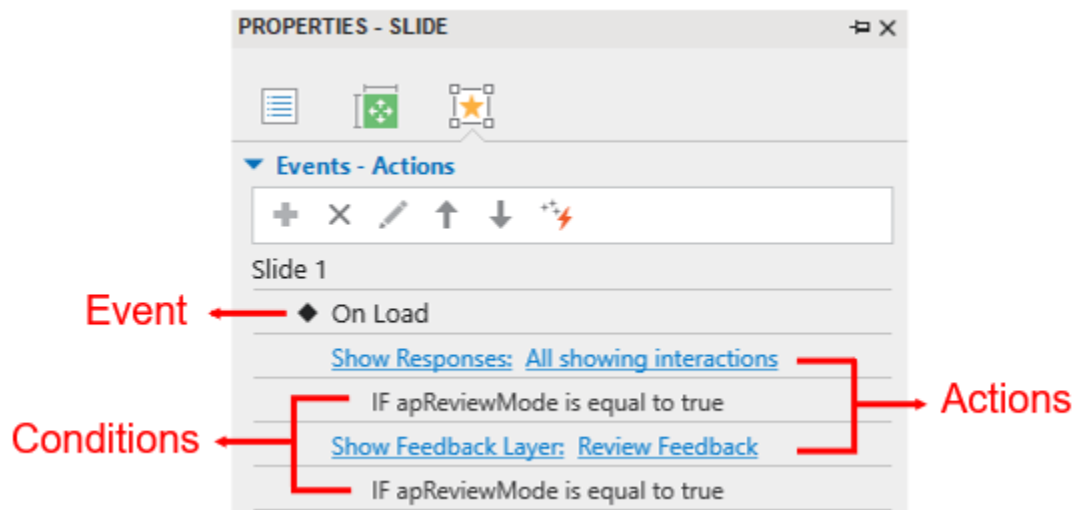 PROPERTIES - SLIDE
Events - Actions
Slide 1
Event
On Load
Show Responses: All showing interactions
IF apReviewMode is equal to true
Actions
Conditions
Show Feedback Layer: Review Feedback
IF apReviewMode is equal to true